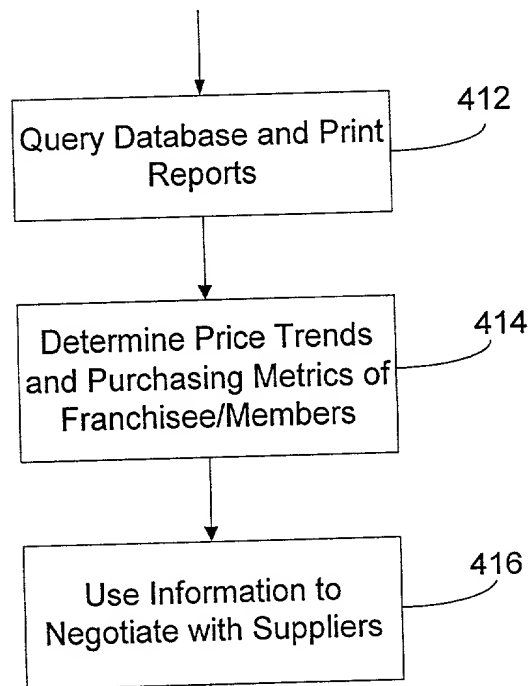 412
Query Database and Print
Reports
414
Determine Price Trends
and Purchasing Metrics of
Franchisee/Members
416
Use Information to
Negotiate with Suppliers